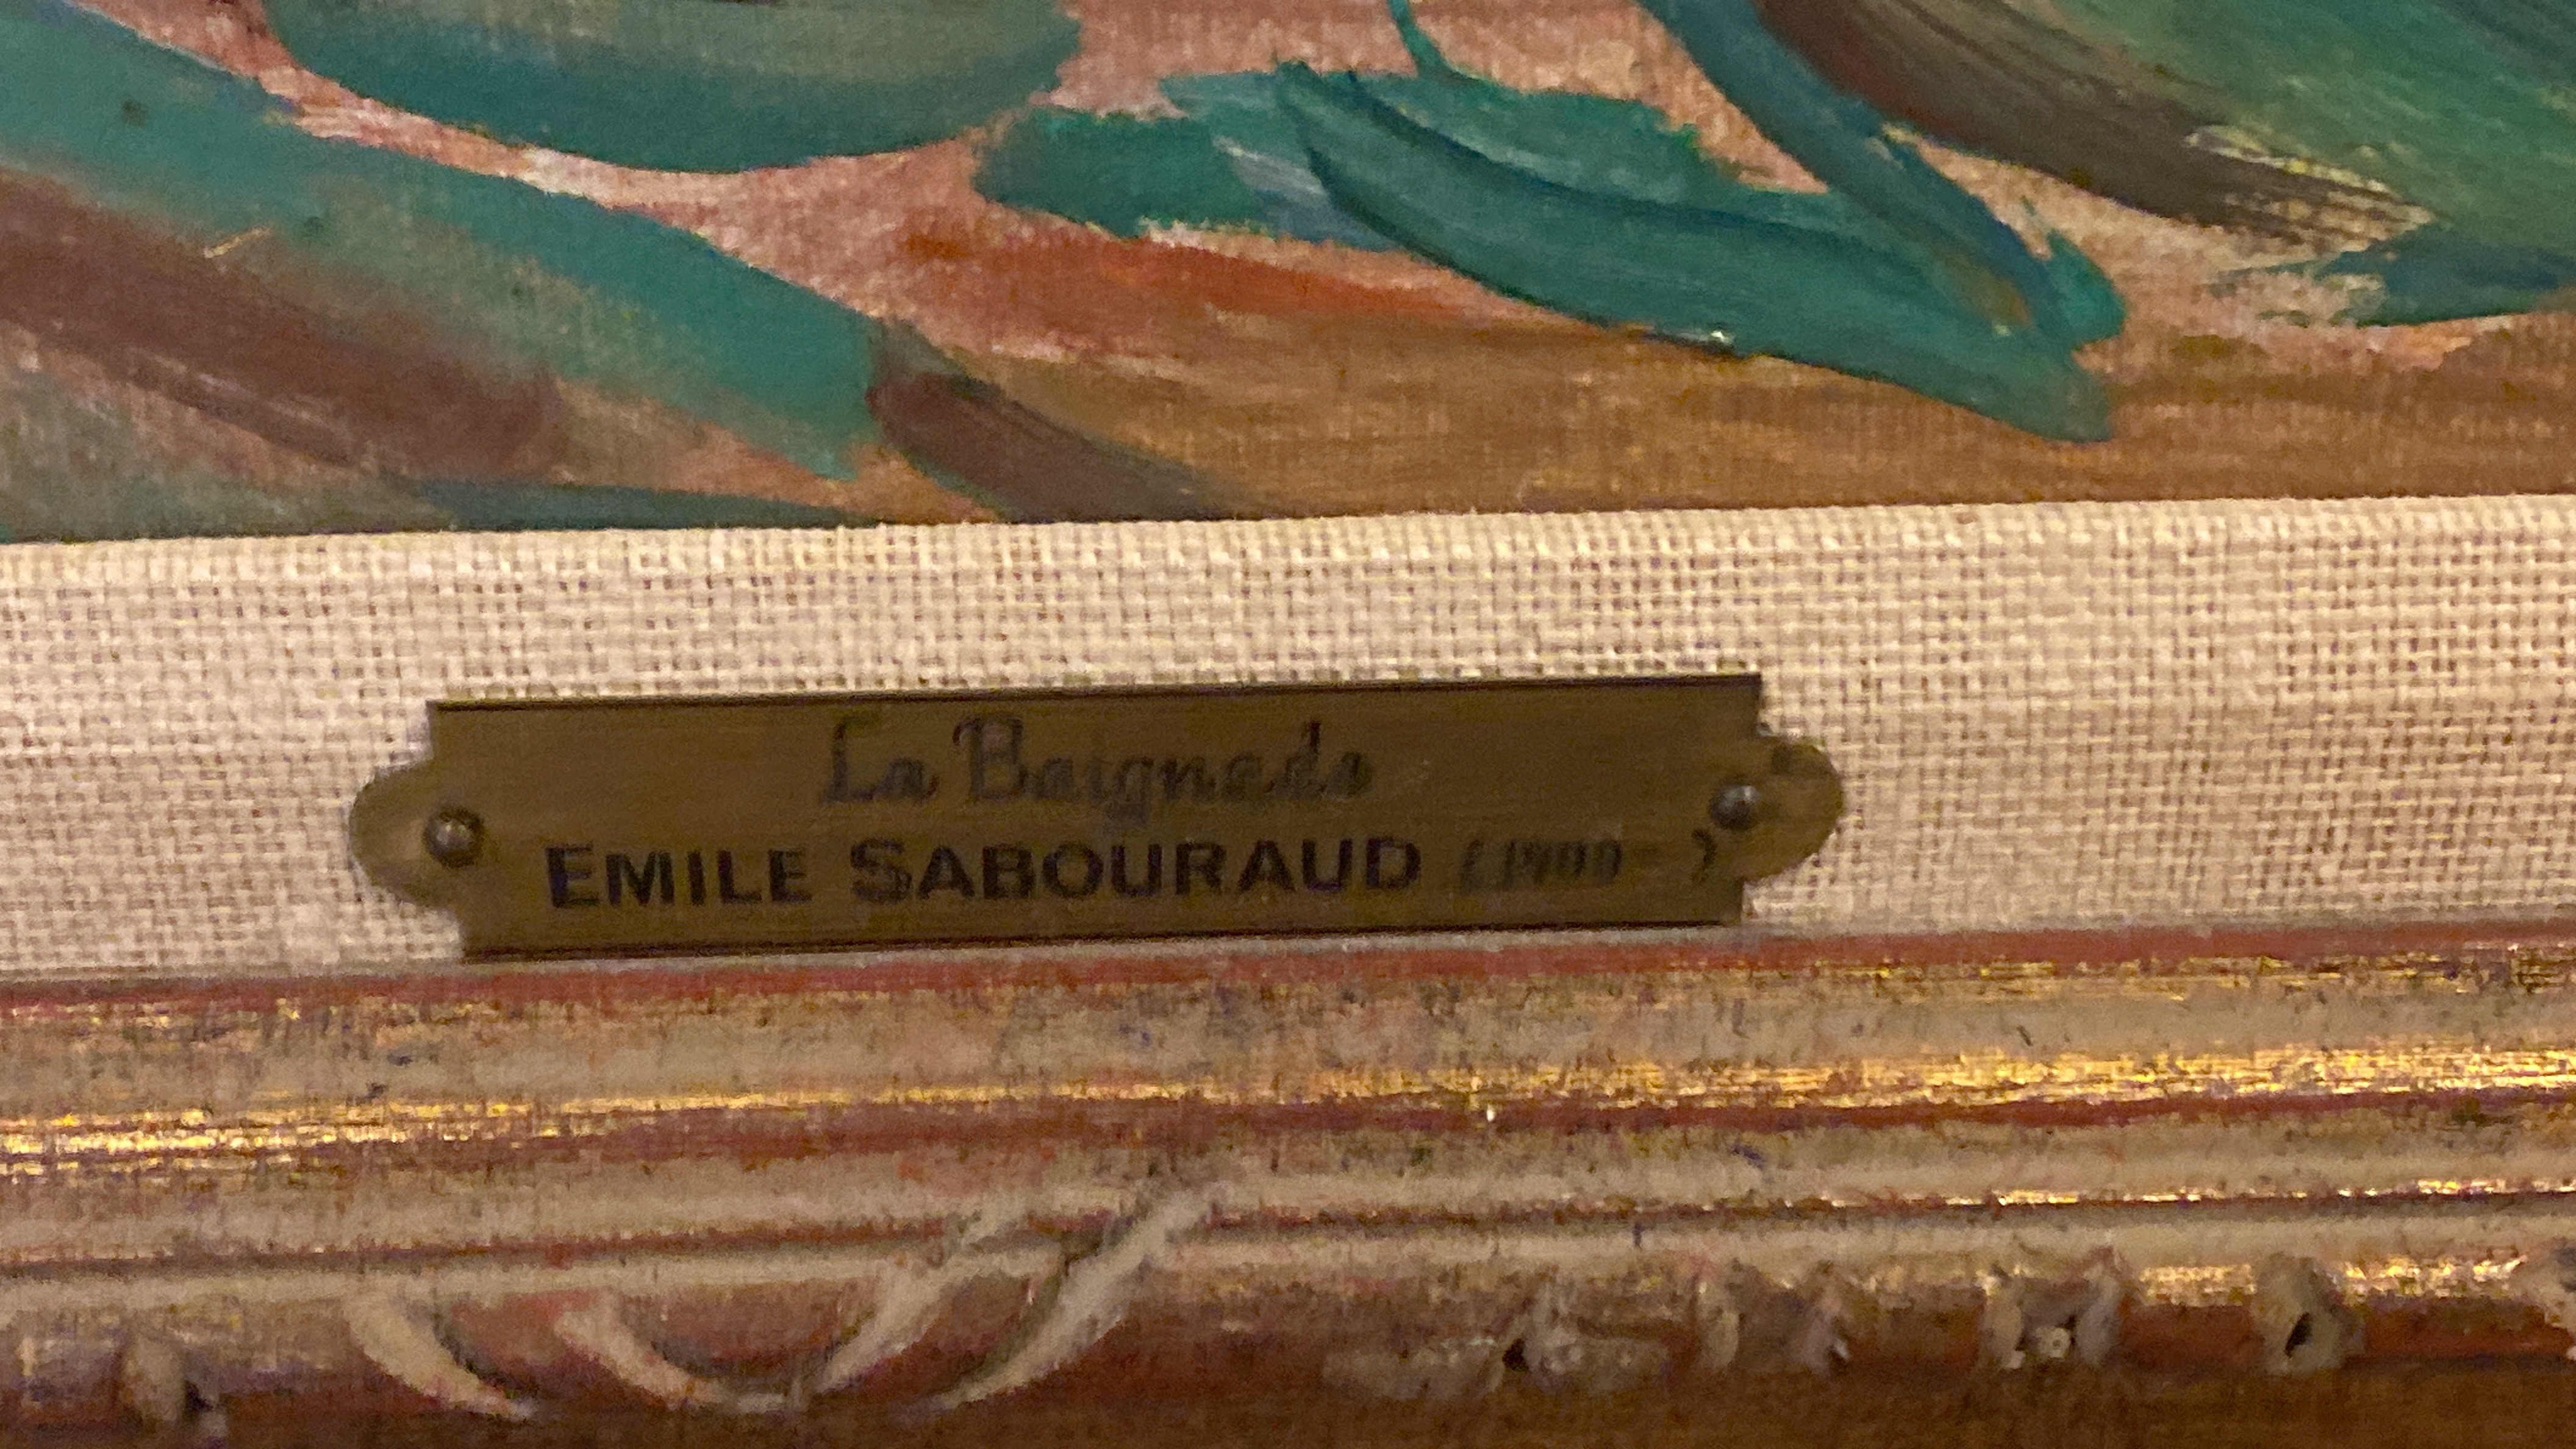 La Baignade
EMILE SABOURAUD (1900 - )